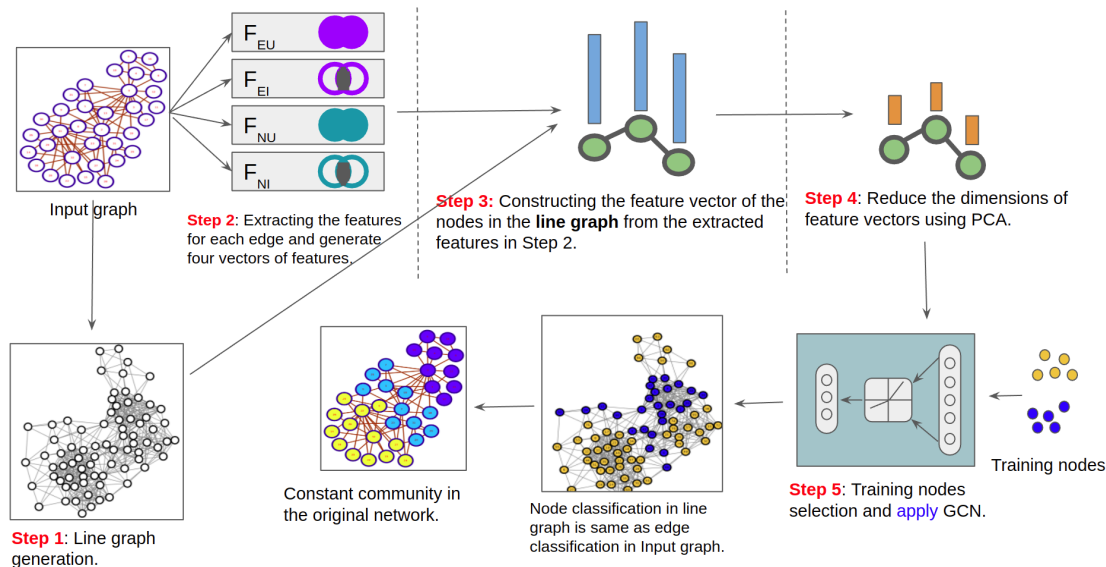 F EU
F EI
F NU
F NI
Input graph
Step 2: Extracting the features
for each edge and generate
four vectors of features.
Step 3: Constructing the feature vector of the
nodes in the line graph from the extracted
features in Step 2.
Step 4: Reduce the dimensions of
feature vectors using PCA.
Step 1: Line graph
generation.
Constant community in
the original network.
Node classification in line
graph is same as edge
classification in Input graph.
Step 5: Training nodes
selection and apply GCN.
Training nodes